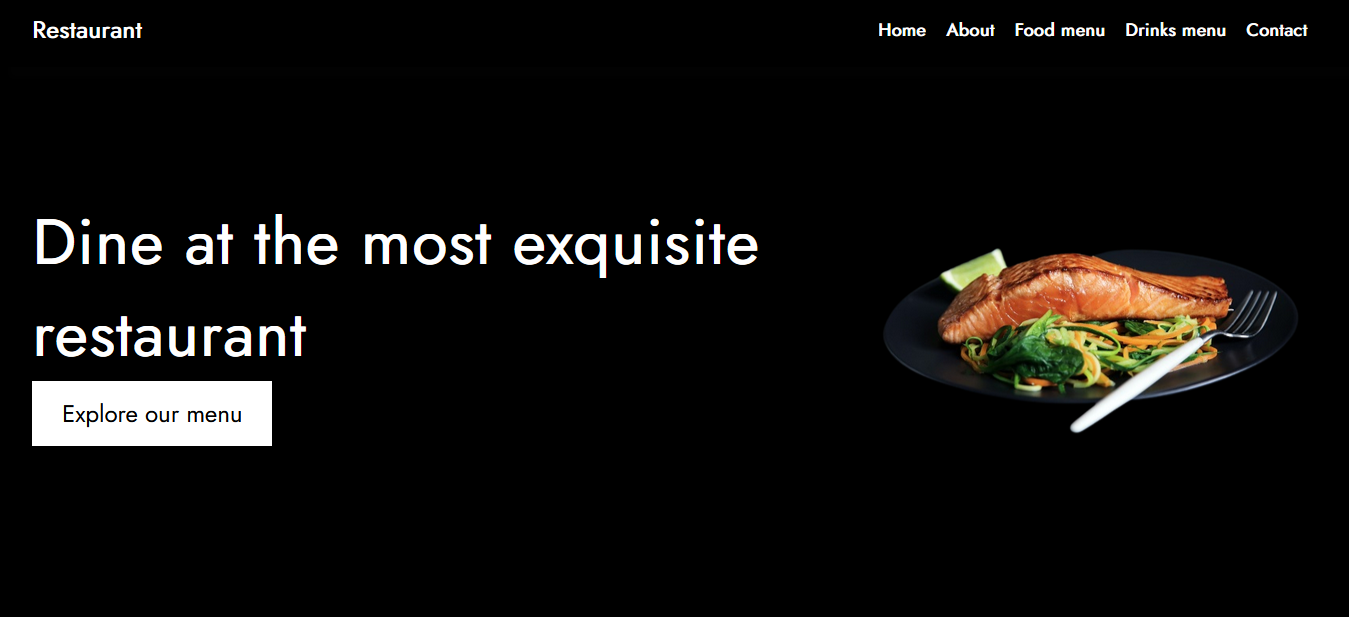 Restaurant
Home About Food menu Drinks menu Contact
Dine at the most exquisite
restaurant
Explore our menu